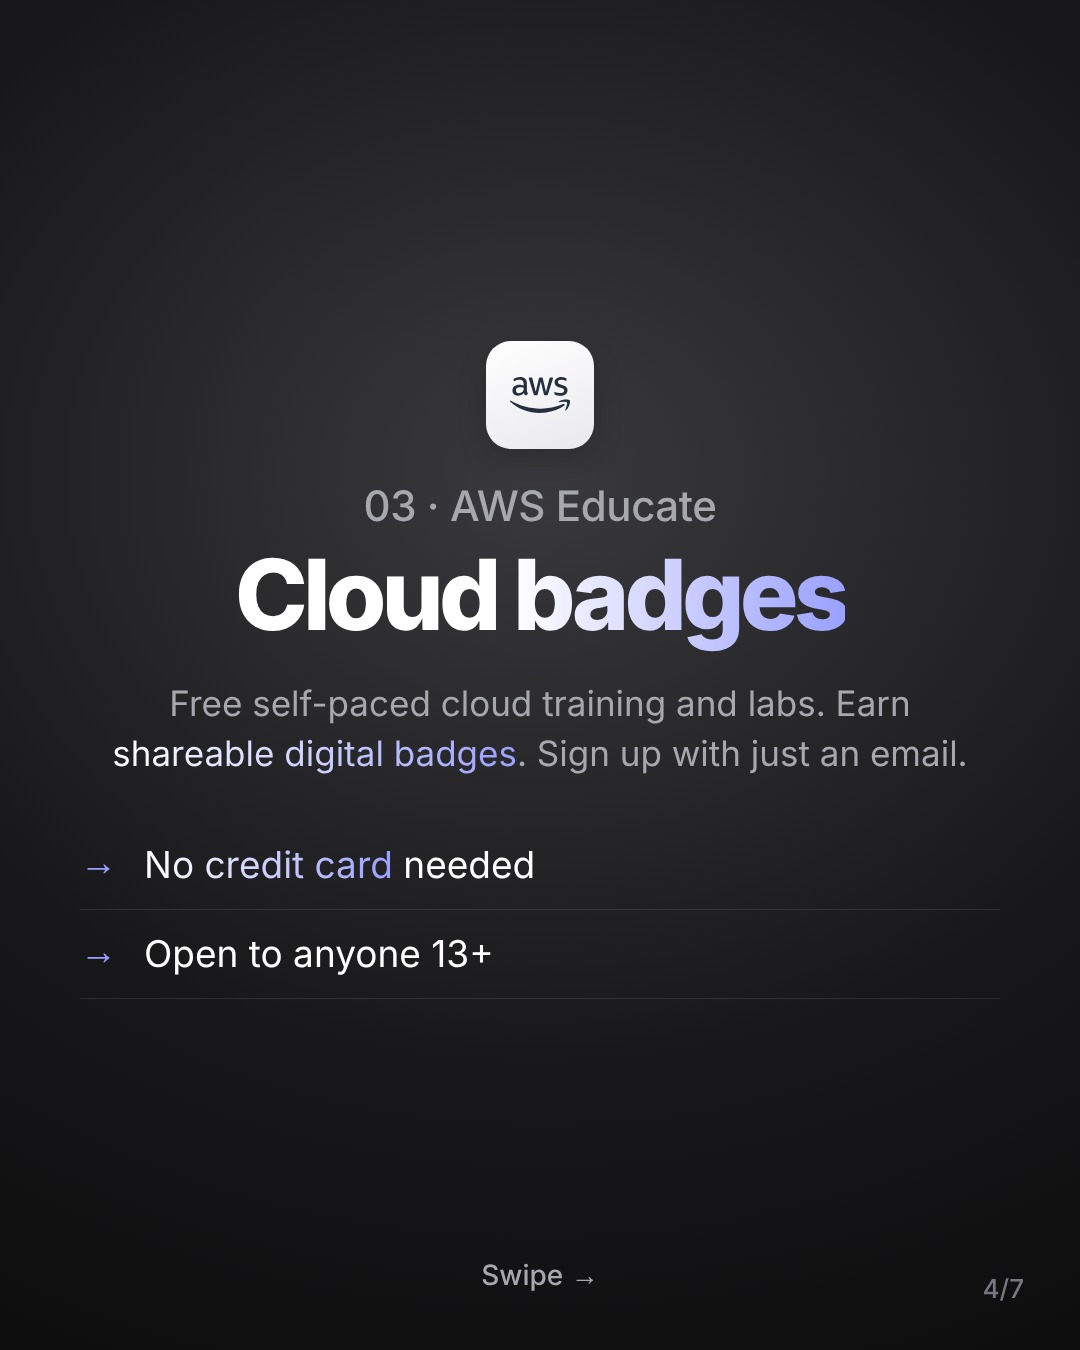 aws
03 · AWS Educate
Cloud badges
Free self-paced cloud training and labs. Earn
shareable digital badges. Sign up with just an email.
→ No credit card needed
→ Open to anyone 13+
Swipe →
4/7